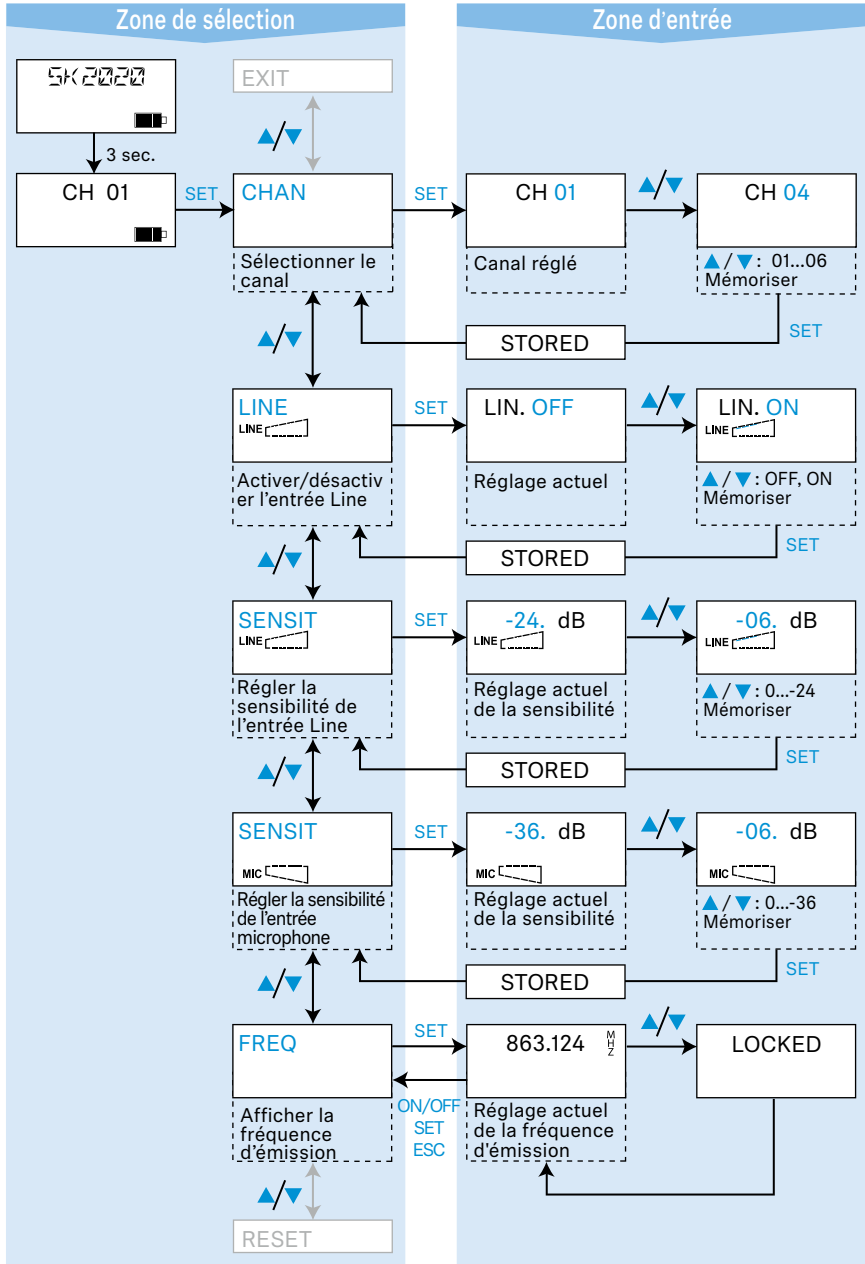 Zone de sélection
Zone d'entrée
SK2020
3 sec.
EXIT
▲/▼
CH 01
SET
CHAN
Sélectionner le
canal
SET
CH 01
Canal réglé
▲/▼
CH 04
▲/▼: 01...06
Mémoriser
SET
STORED
▲/▼
LINE
LINE
Activer/désactiv
er l'entrée Line
SET
LIN. OFF
Réglage actuel
▲/▼
LIN. ON
LINE
▲/▼: OFF, ON
Mémoriser
SET
STORED
▲/▼
SENSIT
LINE
Régler la
sensibilité de
l'entrée Line
SET
-24. dB
LINE
Réglage actuel
de la sensibilité
▲/▼
-06. dB
LINE
▲/▼: 0...-24
Mémoriser
SET
STORED
▲/▼
SENSIT
MIC
Régler la sensibilité
de l'entrée
microphone
SET
-36. dB
MIC
Réglage actuel
de la sensibilité
▲/▼
-06. dB
MIC
▲/▼: 0...-36
Mémoriser
SET
STORED
▲/▼
FREQ
Afficher la
fréquence
d'émission
SET
ON/OFF
SET
ESC
863.124 MHZ
Réglage actuel
de la fréquence
d'émission
▲/▼
LOCKED
▲/▼
RESET